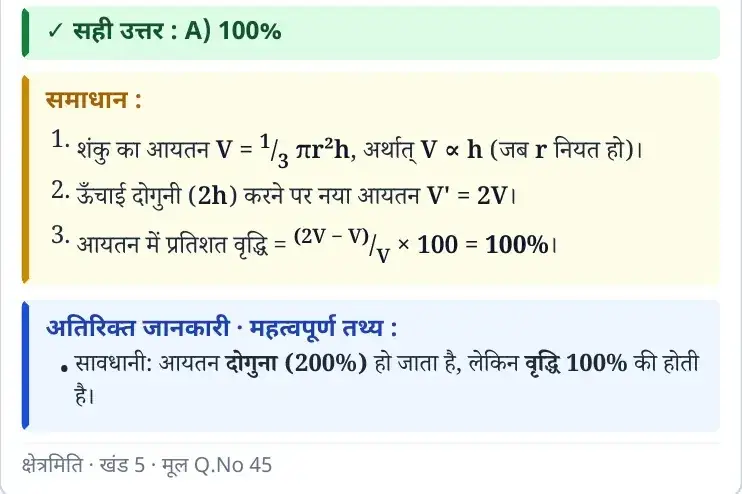 ✓ सही उत्तर : A) 100%
समाधान :
1. शंकु का आयतन V = 1/3 πr²h, अर्थात् V ∝ h (जब r नियत हो)।
2. ऊँचाई दोगुनी (2h) करने पर नया आयतन V' = 2V।
3. आयतन में प्रतिशत वृद्धि = (2V − V)/V × 100 = 100%।
अतिरिक्त जानकारी · महत्वपूर्ण तथ्य :
• सावधानी: आयतन दोगुना (200%) हो जाता है, लेकिन वृद्धि 100% की होती
है।
क्षेत्रमिति · खंड 5 · मूल Q.No 45